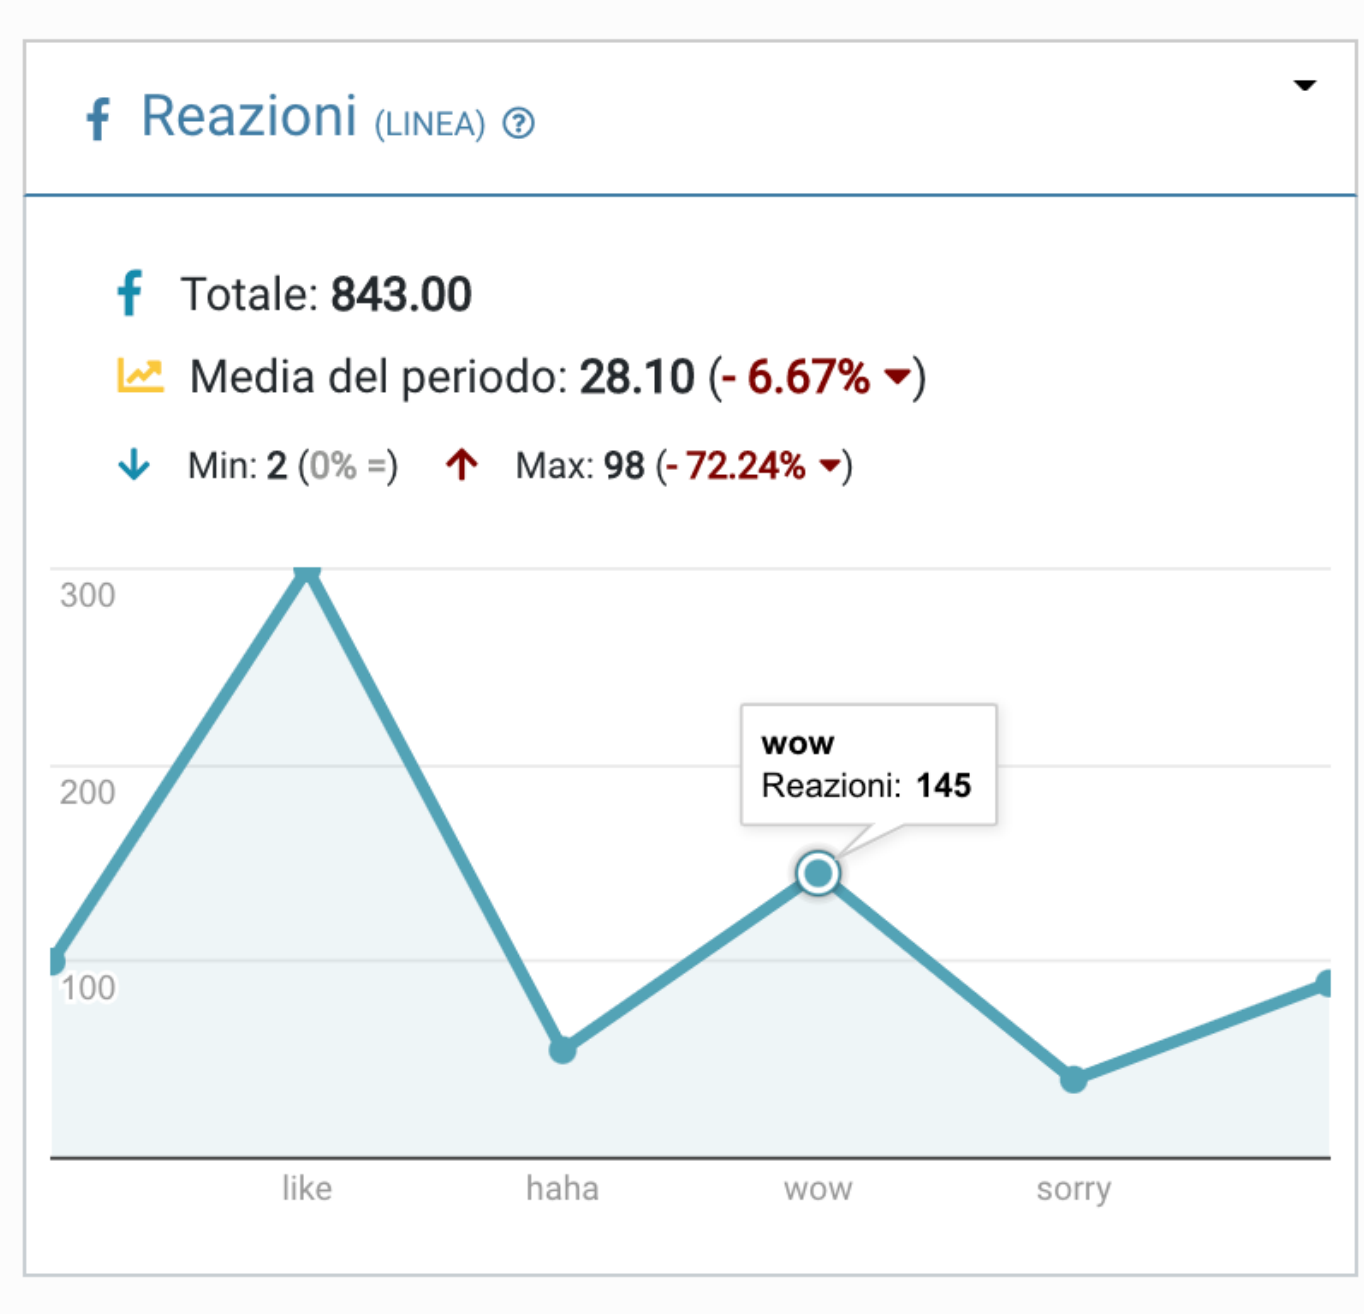 Reazioni (LINEA) ?
Totale: 843.00
Media del periodo: 28.10 (- 6.67% ▼)
Min: 2 (0% =) Max: 98 (- 72.24% ▼)
300
200
100
wow
Reazioni: 145
like haha wow sorry